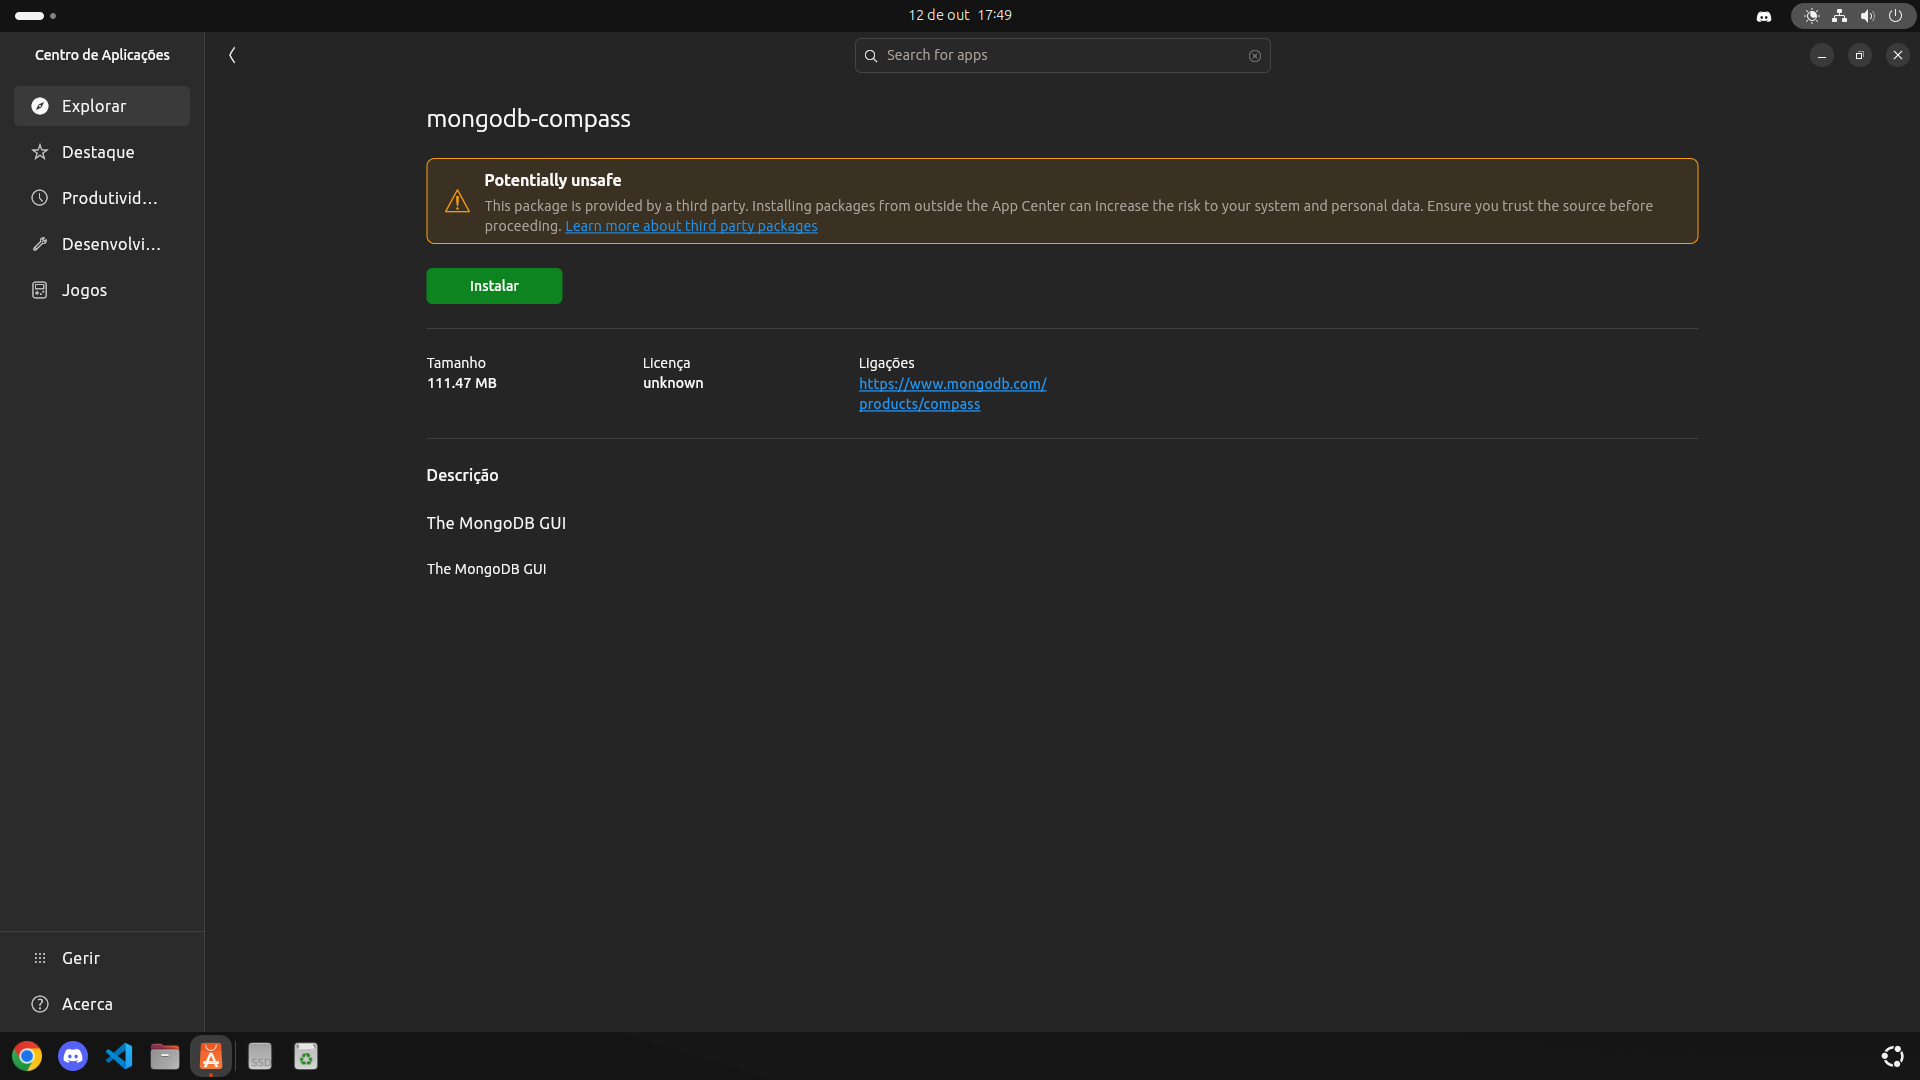 12 de out 17:49
Centro de Aplicações
Search for apps
Explorar
Destaque
Produtivid...
Desenvolvi...
Jogos
mongodb-compass
Potentially unsafe
This package is provided by a third party. Installing packages from outside the App Center can increase the risk to your system and personal data. Ensure you trust the source before
proceeding. Learn more about third party packages
Instalar
Tamanho
111.47 MB
Licença
unknown
Ligações
https://www.mongodb.com/
products/compass
Descrição
The MongoDB GUI
The MongoDB GUI
Gerir
Acerca
SSD